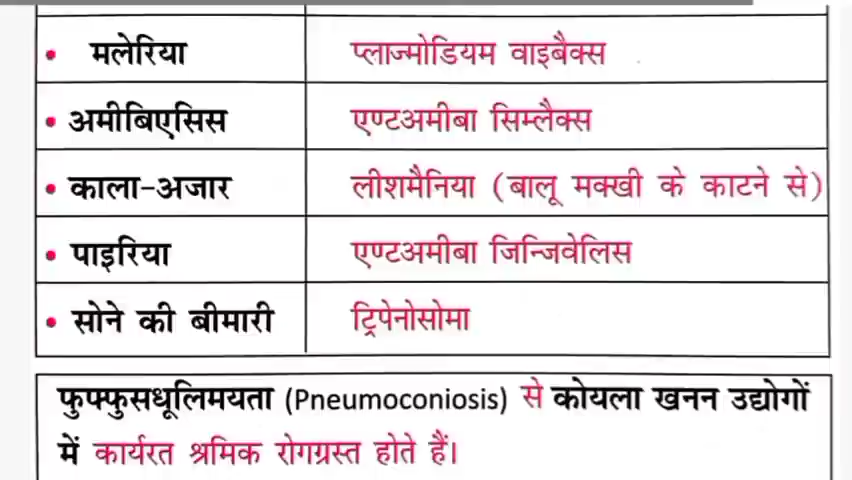 • मलेरिया प्लाज्मोडियम वाइबैक्स
• अमीबिएसिस एण्टअमीबा सिम्लैक्स
• काला-अजार लीशमैनिया (बालू मक्खी के काटने से)
• पाइरिया एण्टअमीबा जिन्जिवेलिस
• सोने की बीमारी ट्रिपेनोसोमा
फुफ्फुसधूलिमयता (Pneumoconiosis) से कोयला खनन उद्योगों
में कार्यरत श्रमिक रोगग्रस्त होते हैं।